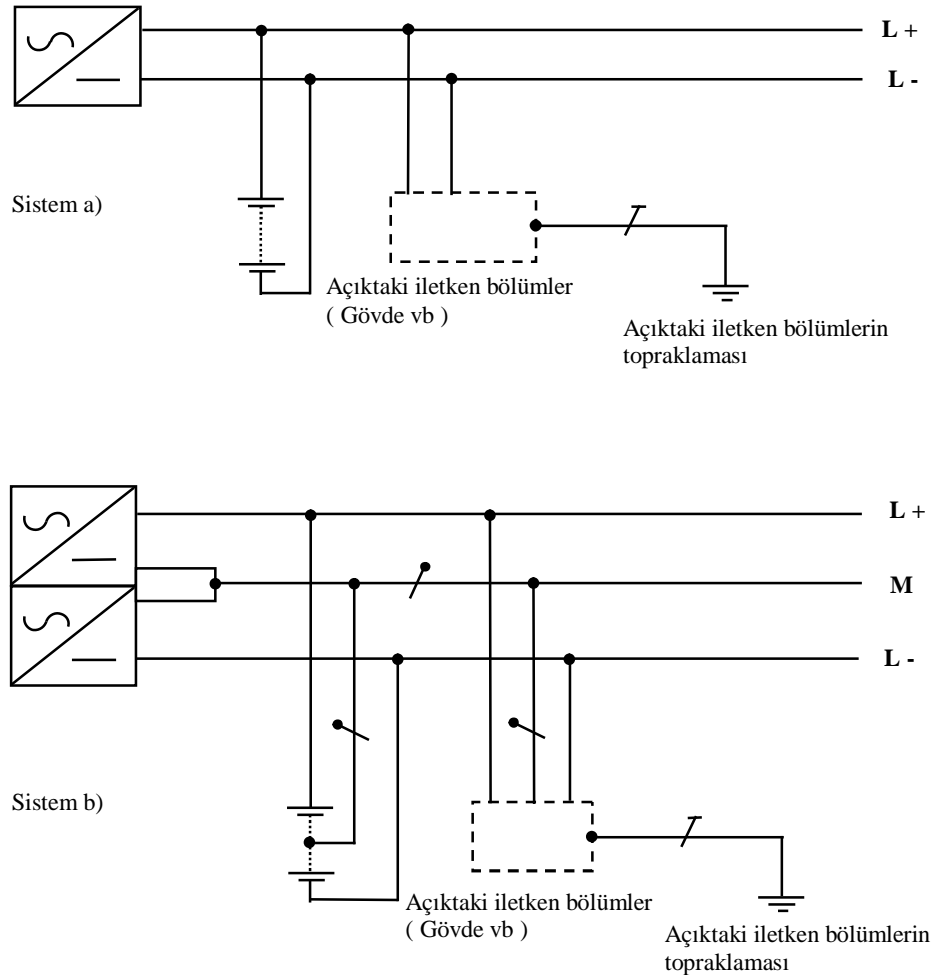 L +
L -
Sistem a)
Açıktaki iletken bölümler
( Gövde vb )
Açıktaki iletken bölümlerin
topraklaması
L +
M
L -
Sistem b)
Açıktaki iletken bölümler
( Gövde vb )
Açıktaki iletken bölümlerin
topraklaması